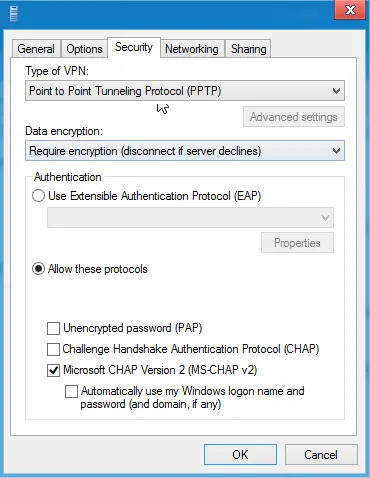 General Options Security Networking Sharing
Type of VPN:
Point to Point Tunneling Protocol (PPTP)
Advanced settings
Data encryption:
Require encryption (disconnect if server declines)
Authentication
Use Extensible Authentication Protocol (EAP)
Properties
Allow these protocols
Unencrypted password (PAP)
Challenge Handshake Authentication Protocol (CHAP)
Microsoft CHAP Version 2 (MS-CHAP v2)
Automatically use my Windows logon name and
password (and domain, if any)
OK Cancel